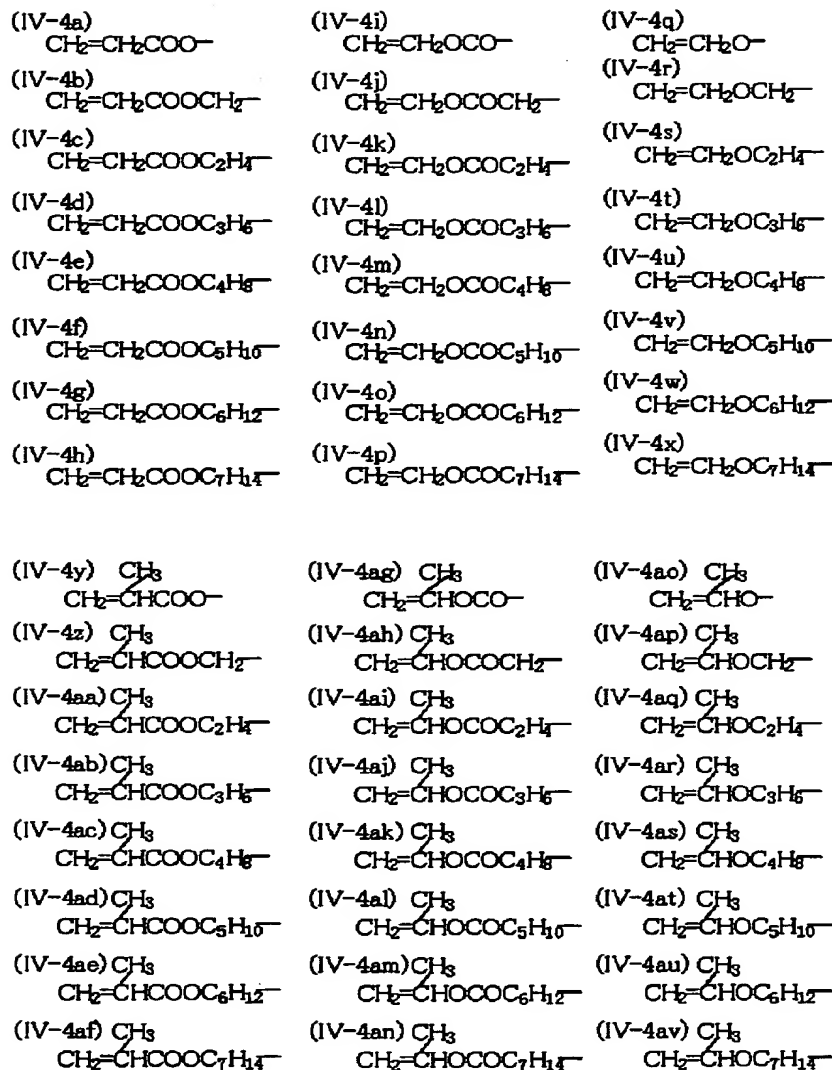 (IV-4a) (IV-4i) (IV-4q)
CH2=CH2COO— CH2=CH2OCO— CH2=CH2O—
(IV-4b) (IV-4j) (IV-4r)
CH2=CH2COOCH2— CH2=CH2OCOCH2— CH2=CH2OCH2—
(IV-4c) (IV-4k) (IV-4s)
CH2=CH2COOC2H4— CH2=CH2OCOC2H4— CH2=CH2OC2H4—
(IV-4d) (IV-4l) (IV-4t)
CH2=CH2COOC3H6— CH2=CH2OCOC3H6— CH2=CH2OC3H6—
(IV-4e) (IV-4m) (IV-4u)
CH2=CH2COOC4H8— CH2=CH2OCOC4H8— CH2=CH2OC4H8—
(IV-4f) (IV-4n) (IV-4v)
CH2=CH2COOC5H10— CH2=CH2OCOC5H10— CH2=CH2OC5H10—
(IV-4g) (IV-4o) (IV-4w)
CH2=CH2COOC6H12— CH2=CH2OCOC6H12— CH2=CH2OC6H12—
(IV-4h) (IV-4p) (IV-4x)
CH2=CH2COOC7H14— CH2=CH2OCOC7H14— CH2=CH2OC7H14—
(IV-4y) CH3 (IV-4ag) CH3 (IV-4ao) CH3
CH2=CHCOO— CH2=CHOCO— CH2=CHO—
(IV-4z) CH3 (IV-4ah) CH3 (IV-4ap) CH3
CH2=CHCOOCH2— CH2=CHOCOCH2— CH2=CHOCH2—
(IV-4aa) CH3 (IV-4ai) CH3 (IV-4aq) CH3
CH2=CHCOOC2H4— CH2=CHOCOC2H4— CH2=CHOC2H4—
(IV-4ab) CH3 (IV-4aj) CH3 (IV-4ar) CH3
CH2=CHCOOC3H6— CH2=CHOCOC3H6— CH2=CHOC3H6—
(IV-4ac) CH3 (IV-4ak) CH3 (IV-4as) CH3
CH2=CHCOOC4H8— CH2=CHOCOC4H8— CH2=CHOC4H8—
(IV-4ad) CH3 (IV-4al) CH3 (IV-4at) CH3
CH2=CHCOOC5H10— CH2=CHOCOC5H10— CH2=CHOC5H10—
(IV-4ae) CH3 (IV-4am) CH3 (IV-4au) CH3
CH2=CHCOOC6H12— CH2=CHOCOC6H12— CH2=CHOC6H12—
(IV-4af) CH3 (IV-4an) CH3 (IV-4av) CH3
CH2=CHCOOC7H14— CH2=CHOCOC7H14— CH2=CHOC7H14—